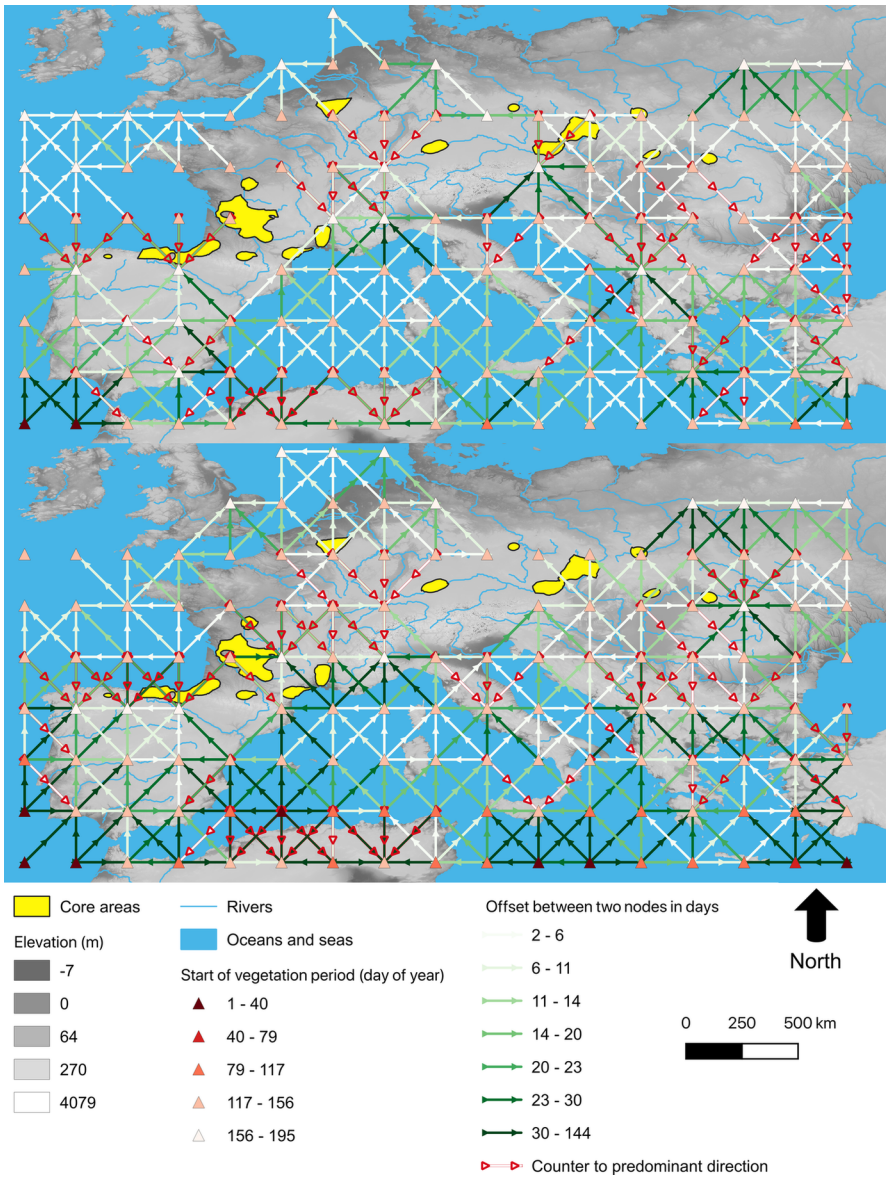 Core areas
Elevation (m)
-7
0
64
270
4079
Rivers
Oceans and seas
Start of vegetation period (day of year)
1 - 40
40 - 79
79 - 117
117 - 156
156 - 195
Offset between two nodes in days
2 - 6
6 - 11
11 - 14
14 - 20
20 - 23
23 - 30
30 - 144
Counter to predominant direction
North
0 250 500 km